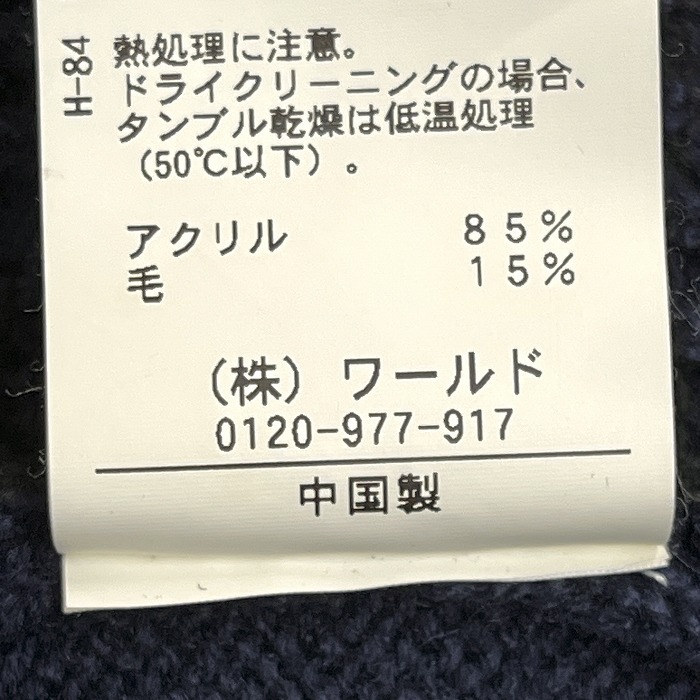 H-84
熱処理に注意。
ドライクリーニングの場合、
タンブル乾燥は低温処理
（50℃以下）。
アクリル 85%
毛 15%
（株） ワールド
0120-977-917
中国製